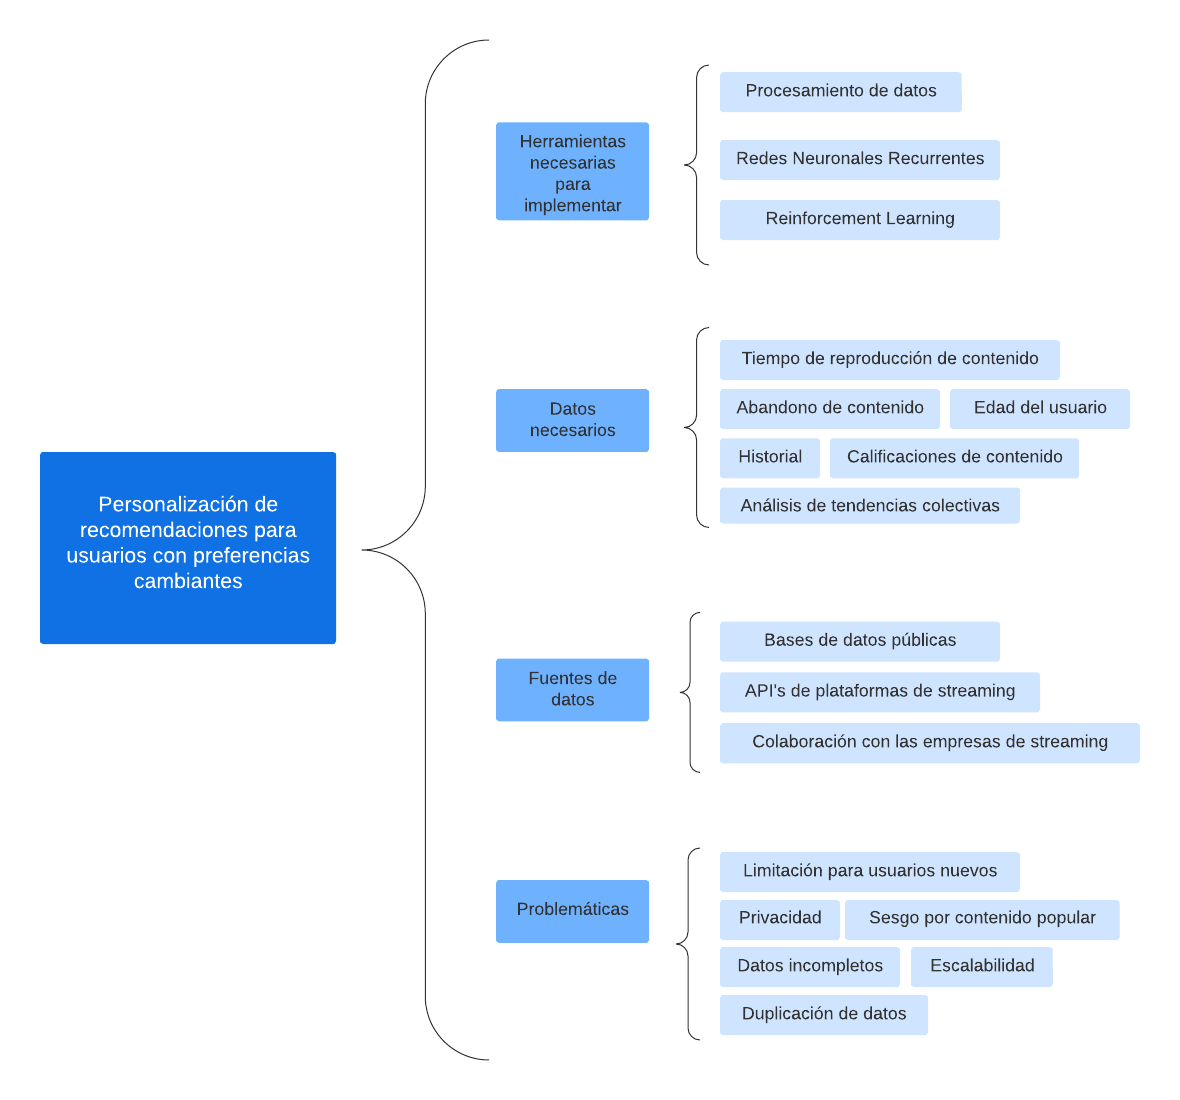 Personalización de
recomendaciones para
usuarios con preferencias
cambiantes
Herramientas
necesarias
para
implementar
Procesamiento de datos
Redes Neuronales Recurrentes
Reinforcement Learning
Datos
necesarios
Tiempo de reproducción de contenido
Abandono de contenido
Edad del usuario
Historial
Calificaciones de contenido
Análisis de tendencias colectivas
Fuentes de
datos
Bases de datos públicas
API's de plataformas de streaming
Colaboración con las empresas de streaming
Problemáticas
Limitación para usuarios nuevos
Privacidad
Sesgo por contenido popular
Datos incompletos
Escalabilidad
Duplicación de datos